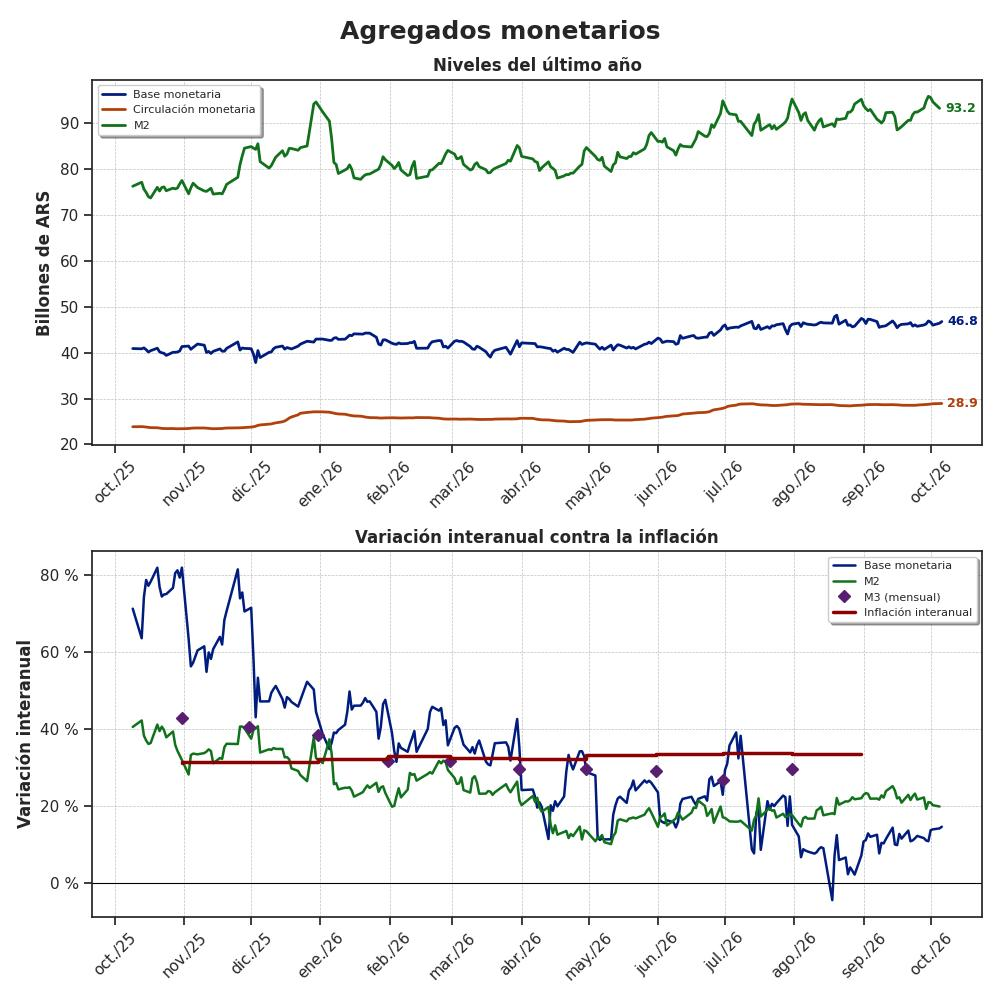 Agregados monetarios
Niveles del último año
Base monetaria
Circulación monetaria
M2
Billones de ARS
90
80
70
60
50
40
30
20
93.2
46.8
28.9
oct./25
nov./25
dic./25
ene./26
feb./26
mar./26
abr./26
may./26
jun./26
jul./26
ago./26
sep./26
oct./26
Variación interanual contra la inflación
Base monetaria
M2
M3 (mensual)
Inflación interanual
Variación interanual
80 %
60 %
40 %
20 %
0 %
oct./25
nov./25
dic./25
ene./26
feb./26
mar./26
abr./26
may./26
jun./26
jul./26
ago./26
sep./26
oct./26